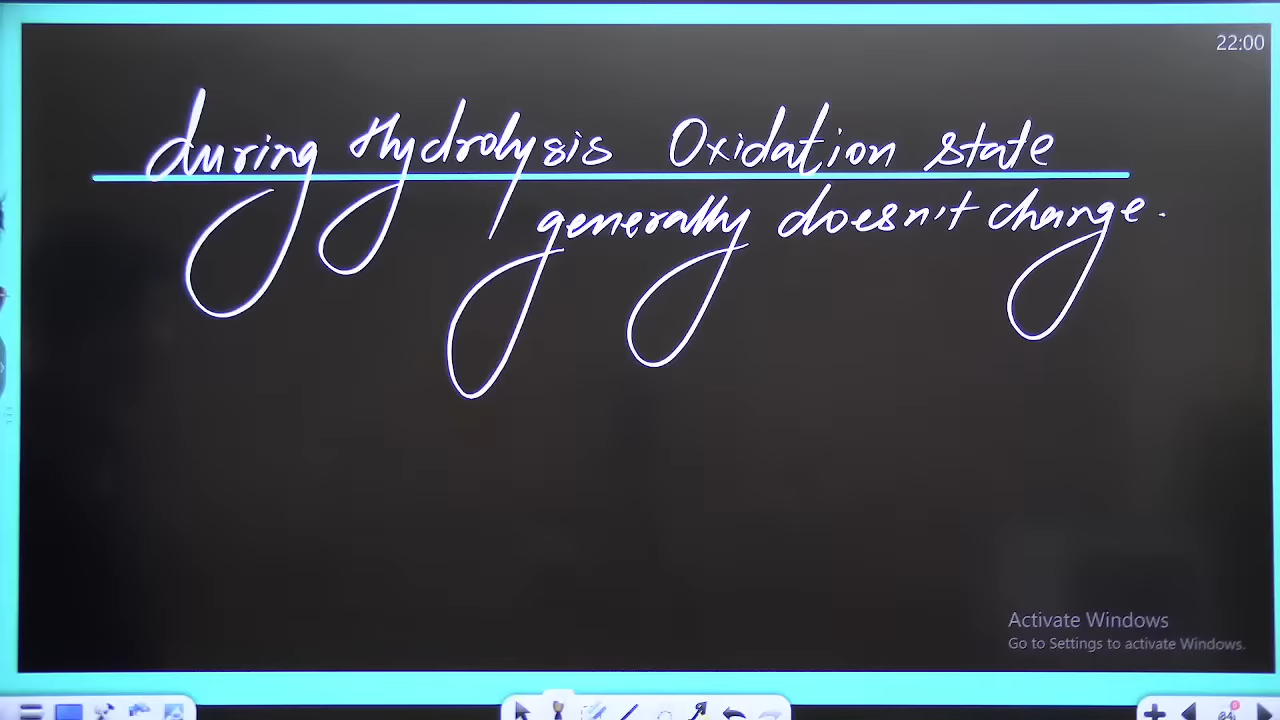 22:00
during Hydrolysis Oxidation state
generally doesn't change.
Activate Windows
Go to Settings to activate Windows.